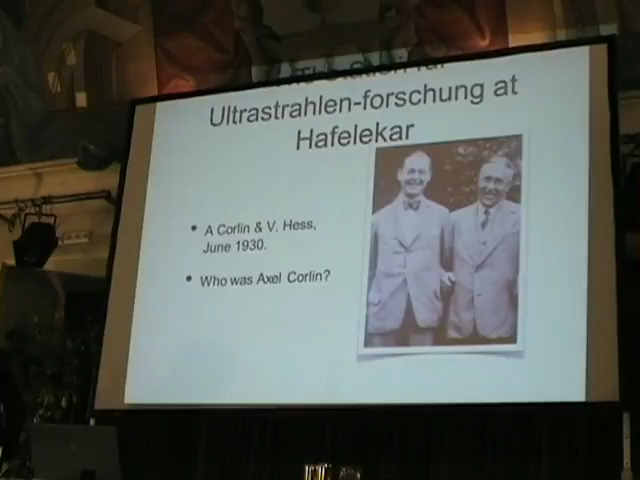 Ultrastrahlen-forschung at
Hafelekar
• A Corlin & V. Hess,
June 1930.
• Who was Axel Corlin?